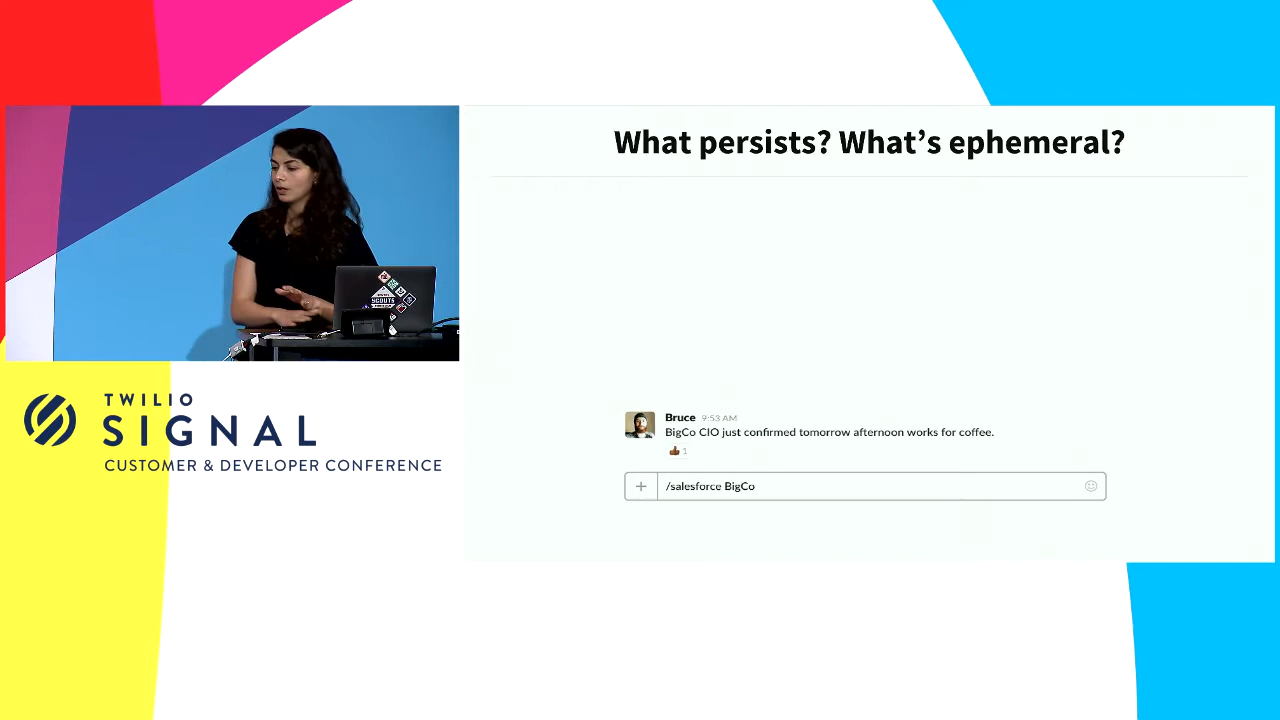 What persists? What's ephemeral?
SCOUTS
Bruce 9:53 AM
BigCo CIO just confirmed tomorrow afternoon works for coffee.
1
/salesforce BigCo
TWILIO
SIGNAL
CUSTOMER & DEVELOPER CONFERENCE